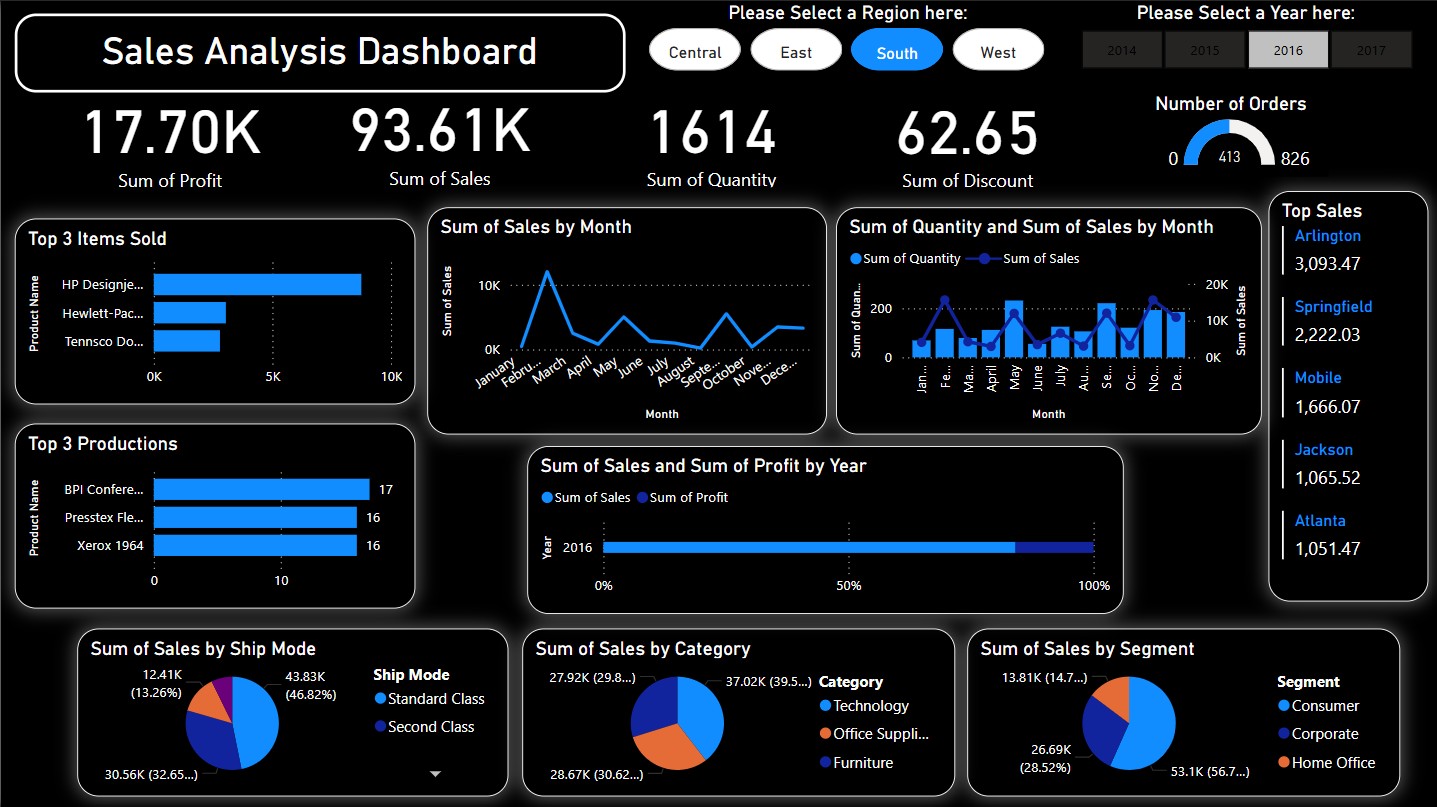 Sales Analysis Dashboard
Please Select a Region here:
Central
East
South
West
Please Select a Year here:
2014
2015
2016
2017
17.70K
Sum of Profit
93.61K
Sum of Sales
1614
Sum of Quantity
62.65
Sum of Discount
Number of Orders
0
413
826
Top 3 Items Sold
Product Name
HP Designje...
Hewlett-Pac...
Tennsco Do...
0K
5K
10K
Sum of Sales by Month
Sum of Sales
10K
0K
January
Febru...
March
April
May
June
July
August
Septe...
October
Nove...
Dece...
Month
Sum of Quantity and Sum of Sales by Month
Sum of Quantity
Sum of Sales
Sum of Quan...
200
0
20K
10K
0K
Sum of Sales
Jan...
Fe...
Ma...
April
May
June
July
Au...
Se...
Oc...
No...
De...
Month
Top Sales
Arlington
3,093.47
Springfield
2,222.03
Mobile
1,666.07
Jackson
1,065.52
Atlanta
1,051.47
Top 3 Productions
Product Name
BPI Confere...
17
Presstex Fle...
16
Xerox 1964
16
0
10
Sum of Sales and Sum of Profit by Year
Sum of Sales
Sum of Profit
Year
2016
0%
50%
100%
Sum of Sales by Ship Mode
12.41K
(13.26%)
43.83K
(46.82%)
30.56K (32.65...)
Ship Mode
Standard Class
Second Class
Sum of Sales by Category
27.92K (29.8...)
37.02K (39.5...)
28.67K (30.62...)
Category
Technology
Office Suppli...
Furniture
Sum of Sales by Segment
13.81K (14.7...)
26.69K
(28.52%)
53.1K (56.7...)
Segment
Consumer
Corporate
Home Office